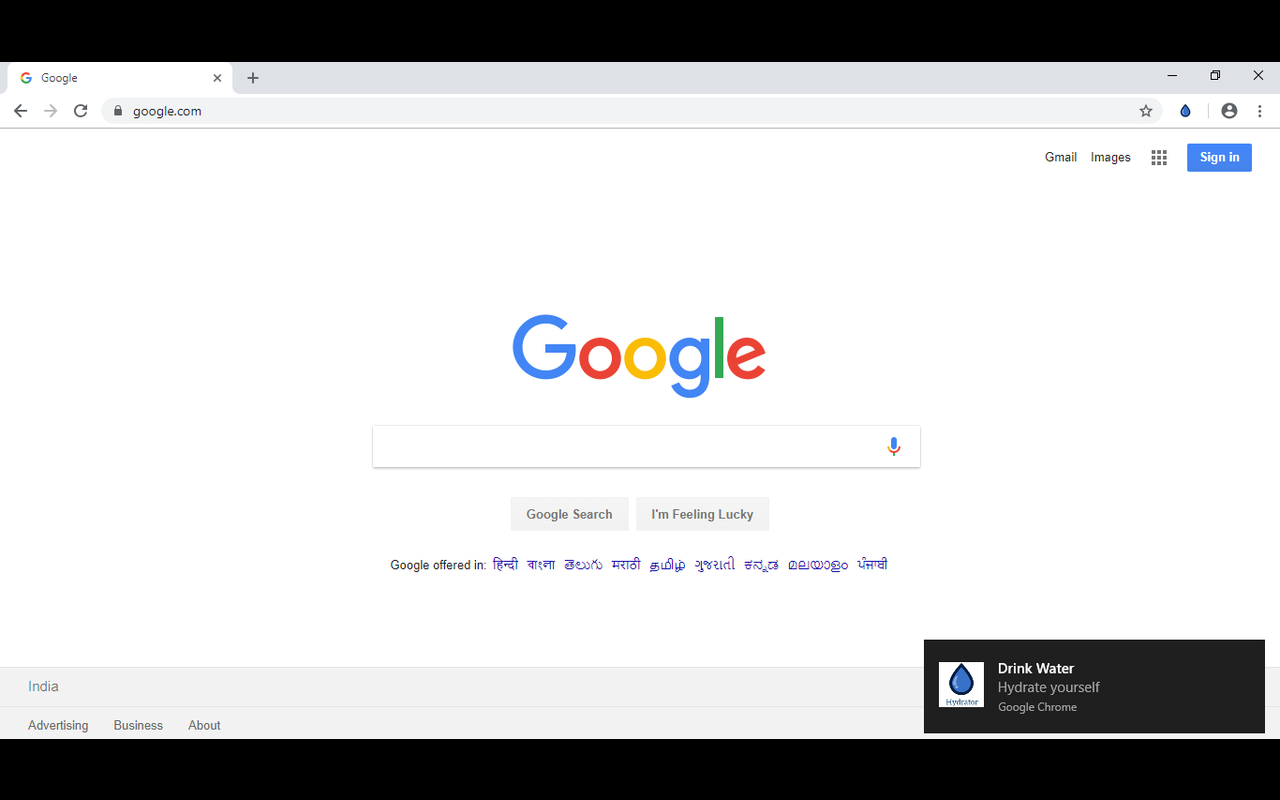 Google
google.com
Gmail Images Sign in
Google
Google Search I'm Feeling Lucky
Google offered in: हिन्दी বাংলা తెలుగు मराठी தமிழ் ગુજરાતી ಕನ್ನಡ മലയാളം ਪੰਜਾਬੀ
India
Advertising Business About
Hydrator
Drink Water
Hydrate yourself
Google Chrome